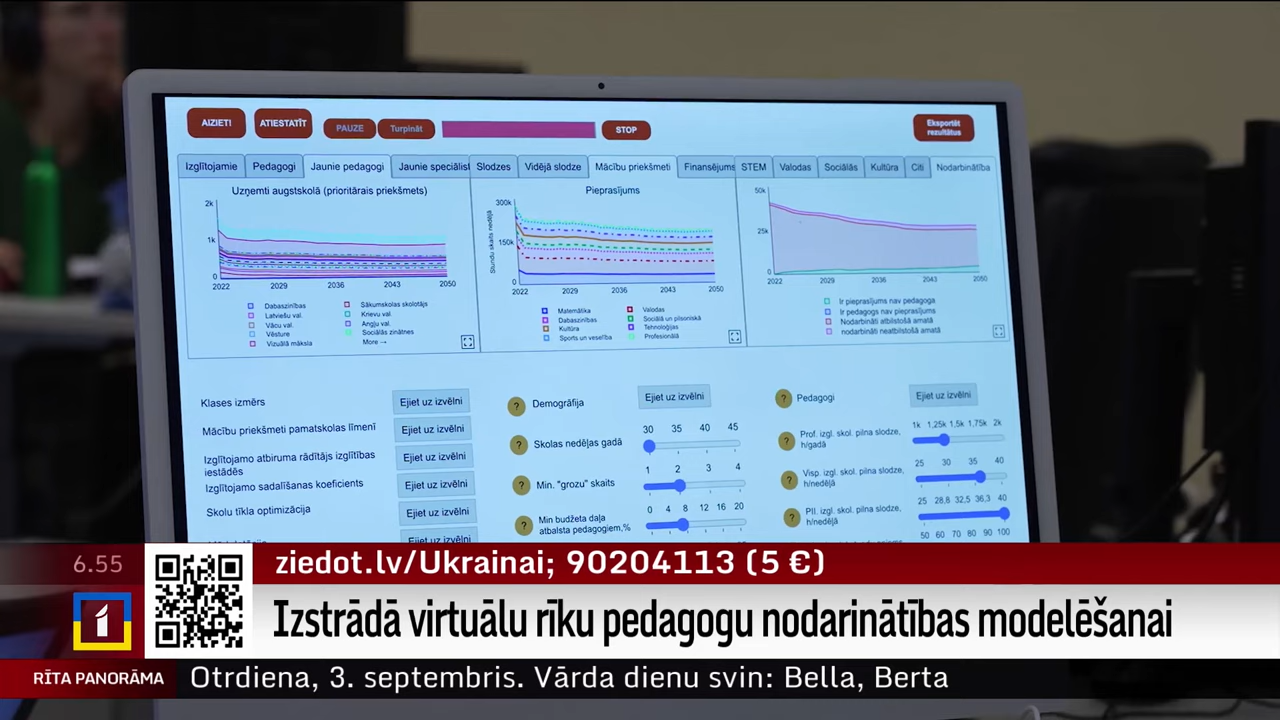 AIZIET!
ATIESTATĪT
PAUZE
Turpināt
STOP
Eksportēt
rezultātus
Izglītojamie
Pedagogi
Jaunie pedagogi
Jaunie speciālist
Slodzes
Vidējā slodze
Mācību priekšmeti
Finansējums
STEM
Valodas
Sociālās
Kultūra
Citi
Nodarbinātība
Uzņemti augstskolā (prioritārais priekšmets)
2k
1k
0
2022
2029
2036
2043
2050
Dabaszinības
Latviešu val.
Vācu val.
Vēsture
Vizuālā māksla
Sākumskolas skolotājs
Krievu val.
Angļu val.
Sociālās zinātnes
More →
Pieprasījums
Stundu skaits nedēļā
300k
150k
0
2022
2029
2036
2043
2050
Matemātika
Dabaszinības
Kultūra
Sports un veselība
Valodas
Sociālā un pilsoniskā
Tehnoloģijas
Profesionālā
50k
25k
0
2022
2029
2036
2043
2050
Ir pieprasījums nav pedagoga
Ir pedagogs nav pieprasījums
Nodarbināti atbilstošā amatā
nodarbināti neatbilstošā amatā
Klases izmērs
Ejiet uz izvēlni
Mācību priekšmeti pamatskolas līmenī
Ejiet uz izvēlni
Izglītojamo atbiruma rādītājs izglītības
iestādēs
Ejiet uz izvēlni
Izglītojamo sadalīšanas koeficients
Ejiet uz izvēlni
Skolu tīkla optimizācija
Ejiet uz izvēlni
Ejiet uz izvēlni
? Demogrāfija
Ejiet uz izvēlni
? Skolas nedēļas gadā
30 35 40 45
? Min. "grozu" skaits
1 2 3 4
? Min budžeta daļa
atbalsta pedagogiem,%
0 4 8 12 16 20
? Pedagogi
Ejiet uz izvēlni
? Prof. izgl. skol. pilna slodze,
h/gadā
1k 1,25k 1,5k 1,75k 2k
? Visp. izgl. skol. pilna slodze,
h/nedēļā
25 30 35 40
? PII. izgl. skol. pilna slodze,
h/nedēļā
25 28,8 32,5 36,3 40
50 60 70 80 90 100
6.55
ziedot.lv/Ukrainai; 90204113 (5 €)
1
Izstrādā virtuālu rīku pedagogu nodarinātības modelēšanai
RĪTA PANORĀMA
Otrdiena, 3. septembris. Vārda dienu svin: Bella, Berta